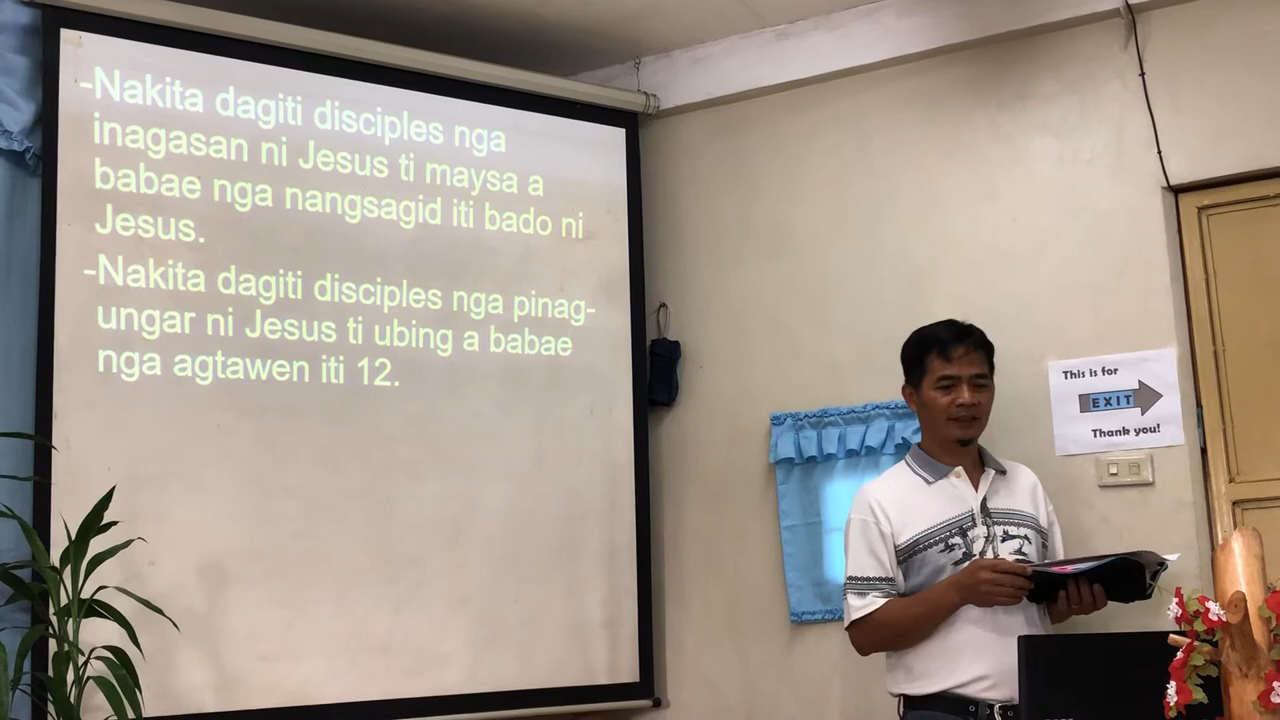 -Nakita dagiti disciples nga
inagasan ni Jesus ti maysa a
babae nga nangsagid iti bado ni
Jesus.
-Nakita dagiti disciples nga pinag-
ungar ni Jesus ti ubing a babae
nga agtawen iti 12.
This is for
EXIT
Thank you!